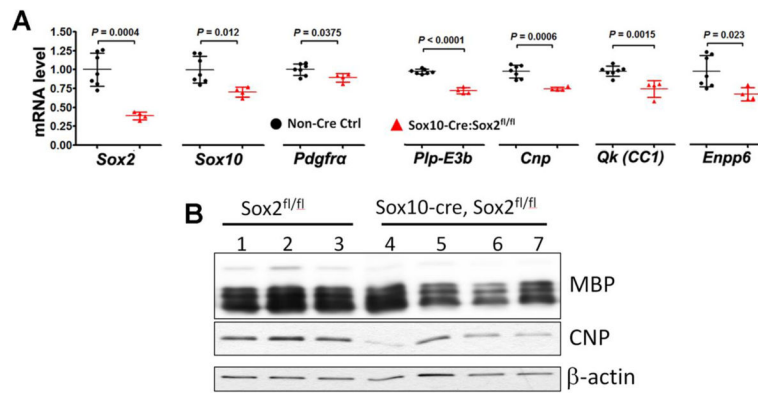 A
P = 0.0004 P = 0.012 P = 0.0375 P < 0.0001 P = 0.0006 P = 0.0015 P = 0.023
mRNA level
1.50
1.25
1.00
0.75
0.50
0.25
0.00
Non-Cre Ctrl Sox10-Cre:Sox2fl/fl
Sox2 Sox10 Pdgfrα Plp-E3b Cnp Qk (CC1) Enpp6
B
Sox2fl/fl Sox10-cre, Sox2fl/fl
1 2 3 4 5 6 7
MBP
CNP
β-actin